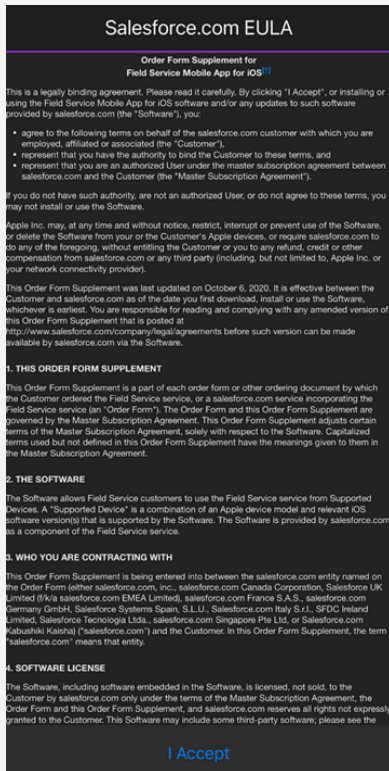 Salesforce.com EULA
Order Form Supplement for
Field Service Mobile App for iOS[1]
This is a legally binding agreement. Please read it carefully. By clicking "I Accept", or installing or
using the Field Service Mobile App for iOS software and/or any updates to such software
provided by salesforce.com (the "Software"), you:
• agree to the following terms on behalf of the salesforce.com customer with which you are
employed, affiliated or associated (the "Customer"),
• represent that you have the authority to bind the Customer to these terms, and
• represent that you are an authorized User under the master subscription agreement between
salesforce.com and the Customer (the "Master Subscription Agreement").
If you do not have such authority, are not an authorized User, or do not agree to these terms, you
may not install or use the Software.
Apple Inc. may, at any time and without notice, restrict, interrupt or prevent use of the Software,
or delete the Software from your or the Customer's Apple devices, or require salesforce.com to
do any of the foregoing, without entitling the Customer or you to any refund, credit or other
compensation from salesforce.com or any third party (including, but not limited to, Apple Inc. or
your network connectivity provider).
This Order Form Supplement was last updated on October 6, 2020. It is effective between the
Customer and salesforce.com as of the date you first download, install or use the Software,
whichever is earliest. You are responsible for reading and complying with any amended version of
this Order Form Supplement that is posted at
http://www.salesforce.com/company/legal/agreements before such version can be made
available by salesforce.com via the Software.
1. THIS ORDER FORM SUPPLEMENT
This Order Form Supplement is a part of each order form or other ordering document by which
the Customer ordered the Field Service service, or a salesforce.com service incorporating the
Field Service service (an "Order Form"). The Order Form and this Order Form Supplement are
governed by the Master Subscription Agreement. This Order Form Supplement adjusts certain
terms of the Master Subscription Agreement, solely with respect to the Software. Capitalized
terms used but not defined in this Order Form Supplement have the meanings given to them in
the Master Subscription Agreement.
2. THE SOFTWARE
The Software allows Field Service customers to use the Field Service service from Supported
Devices. A "Supported Device" is a combination of an Apple device model and relevant iOS
software version(s) that is supported by the Software. The Software is provided by salesforce.com
as a component of the Field Service service.
3. WHO YOU ARE CONTRACTING WITH
This Order Form Supplement is being entered into between the salesforce.com entity named on
the Order Form (either salesforce.com, inc., salesforce.com Canada Corporation, Salesforce UK
Limited (f/k/a salesforce.com EMEA Limited), salesforce.com France S.A.S., salesforce.com
Germany GmbH, Salesforce Systems Spain, S.L.U., Salesforce.com Italy S.r.l., SFDC Ireland
Limited, Salesforce Tecnologia Ltda., salesforce.com Singapore Pte Ltd, or Salesforce.com
Kabushiki Kaisha) ("salesforce.com") and the Customer. In this Order Form Supplement, the term
"salesforce.com" means that entity.
4. SOFTWARE LICENSE
The Software, including software embedded in the Software, is licensed, not sold, to the
Customer by salesforce.com only under the terms of the Master Subscription Agreement, the
Order Form and this Order Form Supplement, and salesforce.com reserves all rights not expressly
granted to the Customer. This Software may include some third-party software; please see the
I Accept